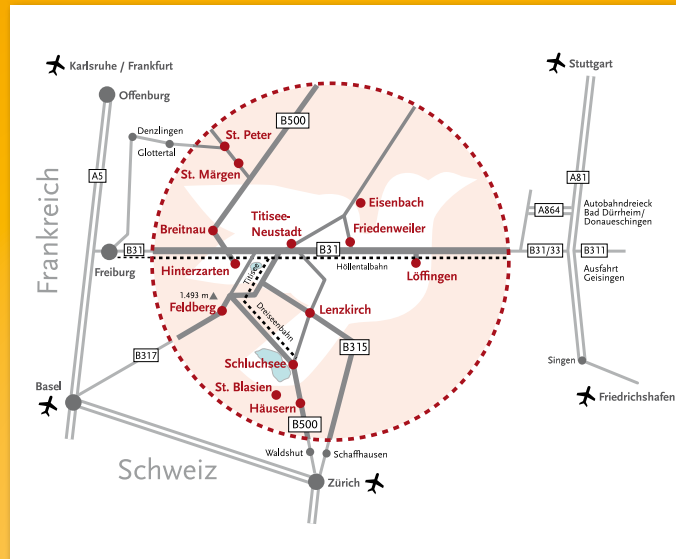 Karlsruhe / Frankfurt
Stuttgart
Offenburg
B500
Denzlingen
St. Peter
Glottertal
St. Märgen
A5
A81
Eisenbach
Autobahndreieck
Bad Dürrheim/
Donaueschingen
A864
Frankreich
Breitnau
Titisee-
Neustadt
Friedenweiler
B31
B31
B31/33
B311
Freiburg
Hinterzarten
Titisee
Höllentalbahn
Löffingen
Ausfahrt
Geisingen
1.493 m
Feldberg
Dreiseenbahn
Lenzkirch
B315
B317
Schluchsee
Singen
St. Blasien
Basel
Häusern
Friedrichshafen
B500
Waldshut
Schaffhausen
Schweiz
Zürich